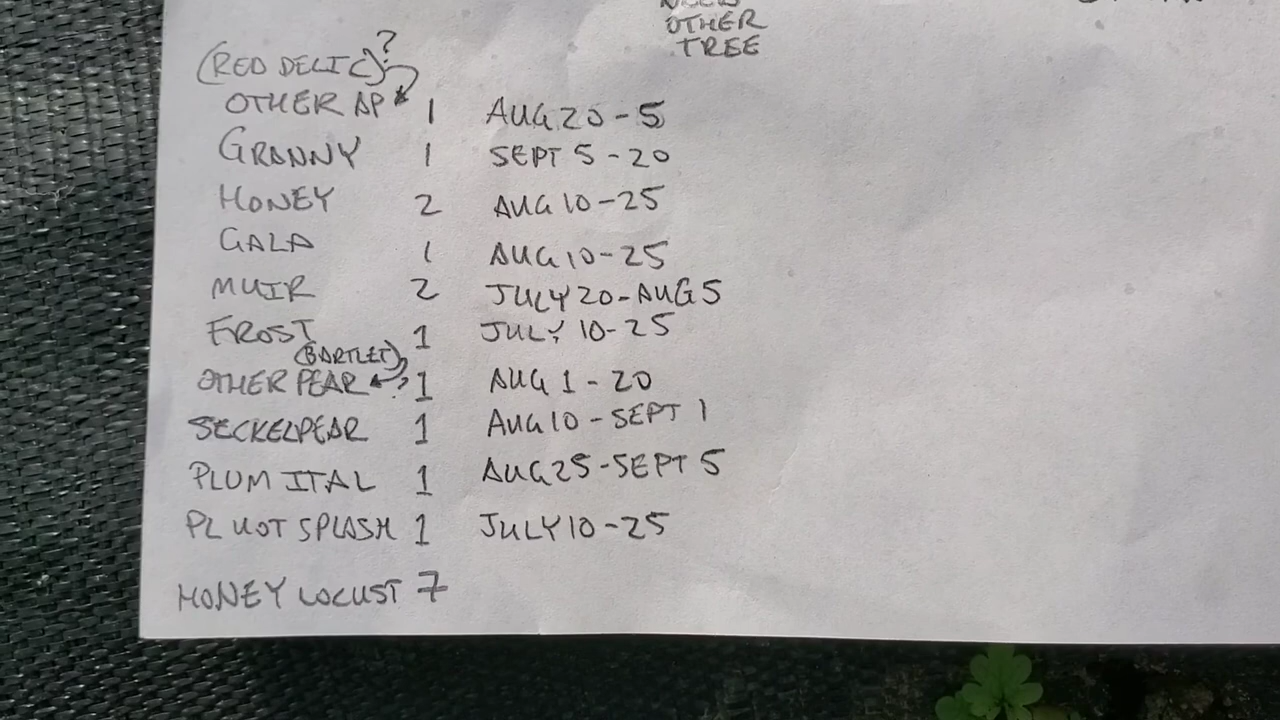 OTHER
TREE
(RED DELIC)?
OTHER AP 1 AUG 20-5
GRANNY 1 SEPT 5-20
HONEY 2 AUG 10-25
GALA 1 AUG 10-25
MUIR 2 JULY 20-AUG 5
FROST 1 JULY 10-25
(BARTLET)
OTHER PEAR ? 1 AUG 1-20
SECKELPEAR 1 AUG 10-SEPT 1
PLUM ITAL 1 AUG 25-SEPT 5
PLUOT SPLASH 1 JULY 10-25
HONEY LOCUST 7